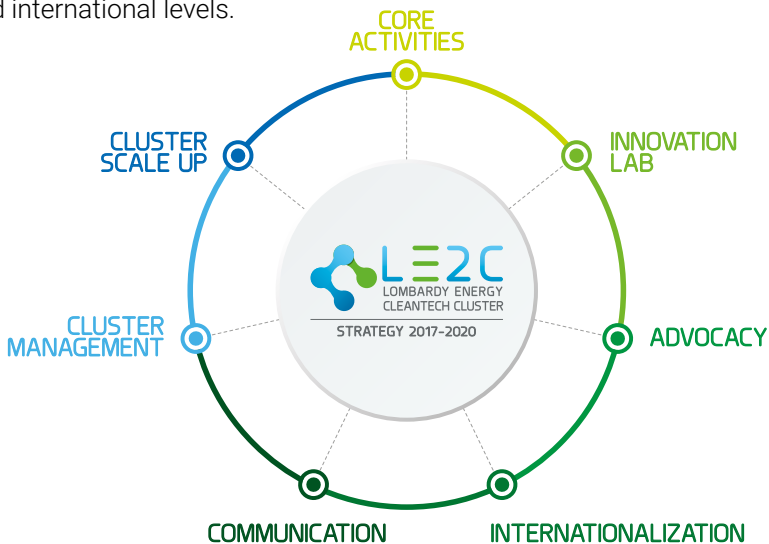 international levels.
CORE
ACTIVITIES
CLUSTER
SCALE UP
INNOVATION
LAB
LE2C
LOMBARDY ENERGY
CLEANTECH CLUSTER
STRATEGY 2017-2020
CLUSTER
MANAGEMENT
ADVOCACY
COMMUNICATION
INTERNATIONALIZATION